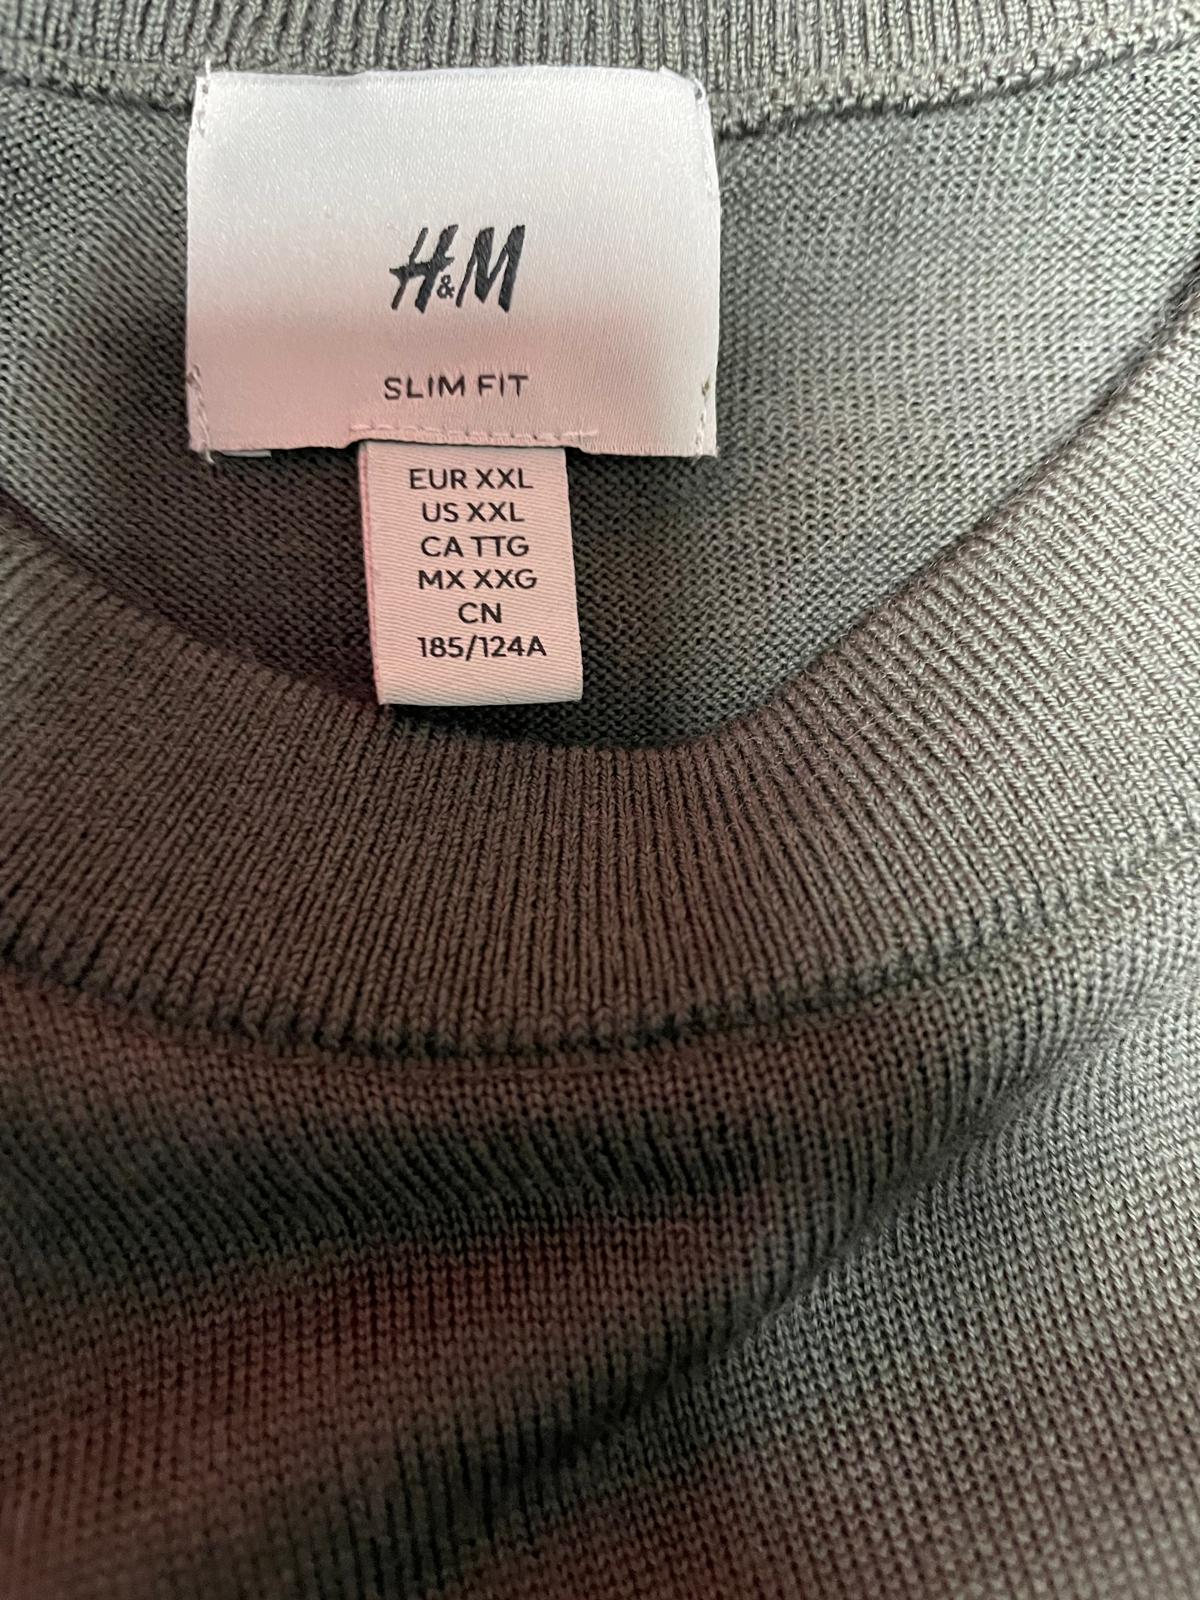 H&M
SLIM FIT
EUR XXL
US XXL
CA TTG
MX XXG
CN
185/124A